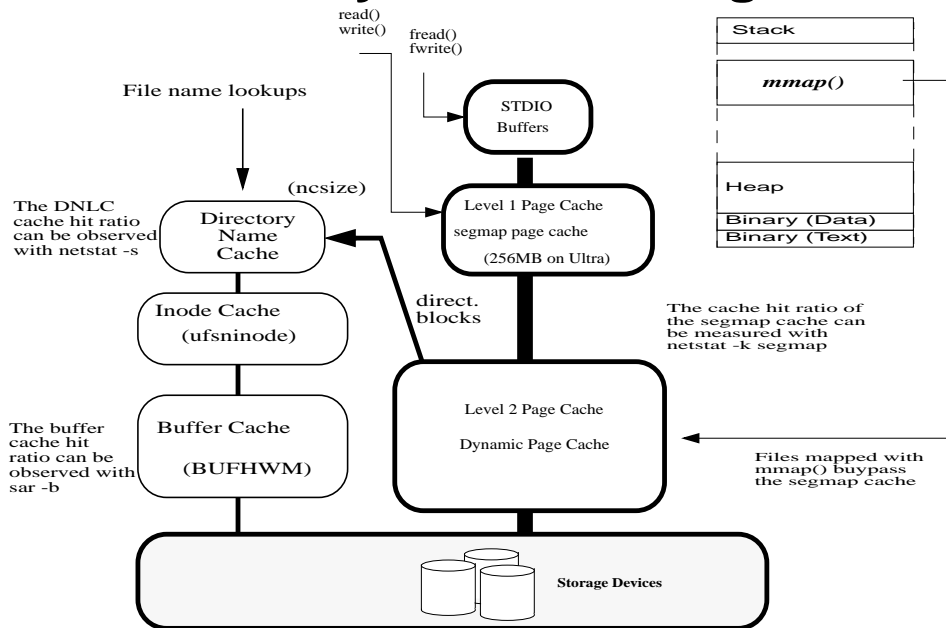 read()
write()
fread()
fwrite()
Stack
mmap()
File name lookups
STDIO
Buffers
(ncsize)
Heap
The DNLC
cache hit ratio
can be observed
with netstat -s
Directory
Name
Cache
Level 1 Page Cache
segmap page cache
(256MB on Ultra)
Binary (Data)
Binary (Text)
Inode Cache
(ufsninode)
direct.
blocks
The cache hit ratio of
the segmap cache can
be measured with
netstat -k segmap
The buffer
cache hit
ratio can be
observed with
sar -b
Buffer Cache
(BUFHWM)
Level 2 Page Cache
Dynamic Page Cache
Files mapped with
mmap() buypass
the segmap cache
Storage Devices